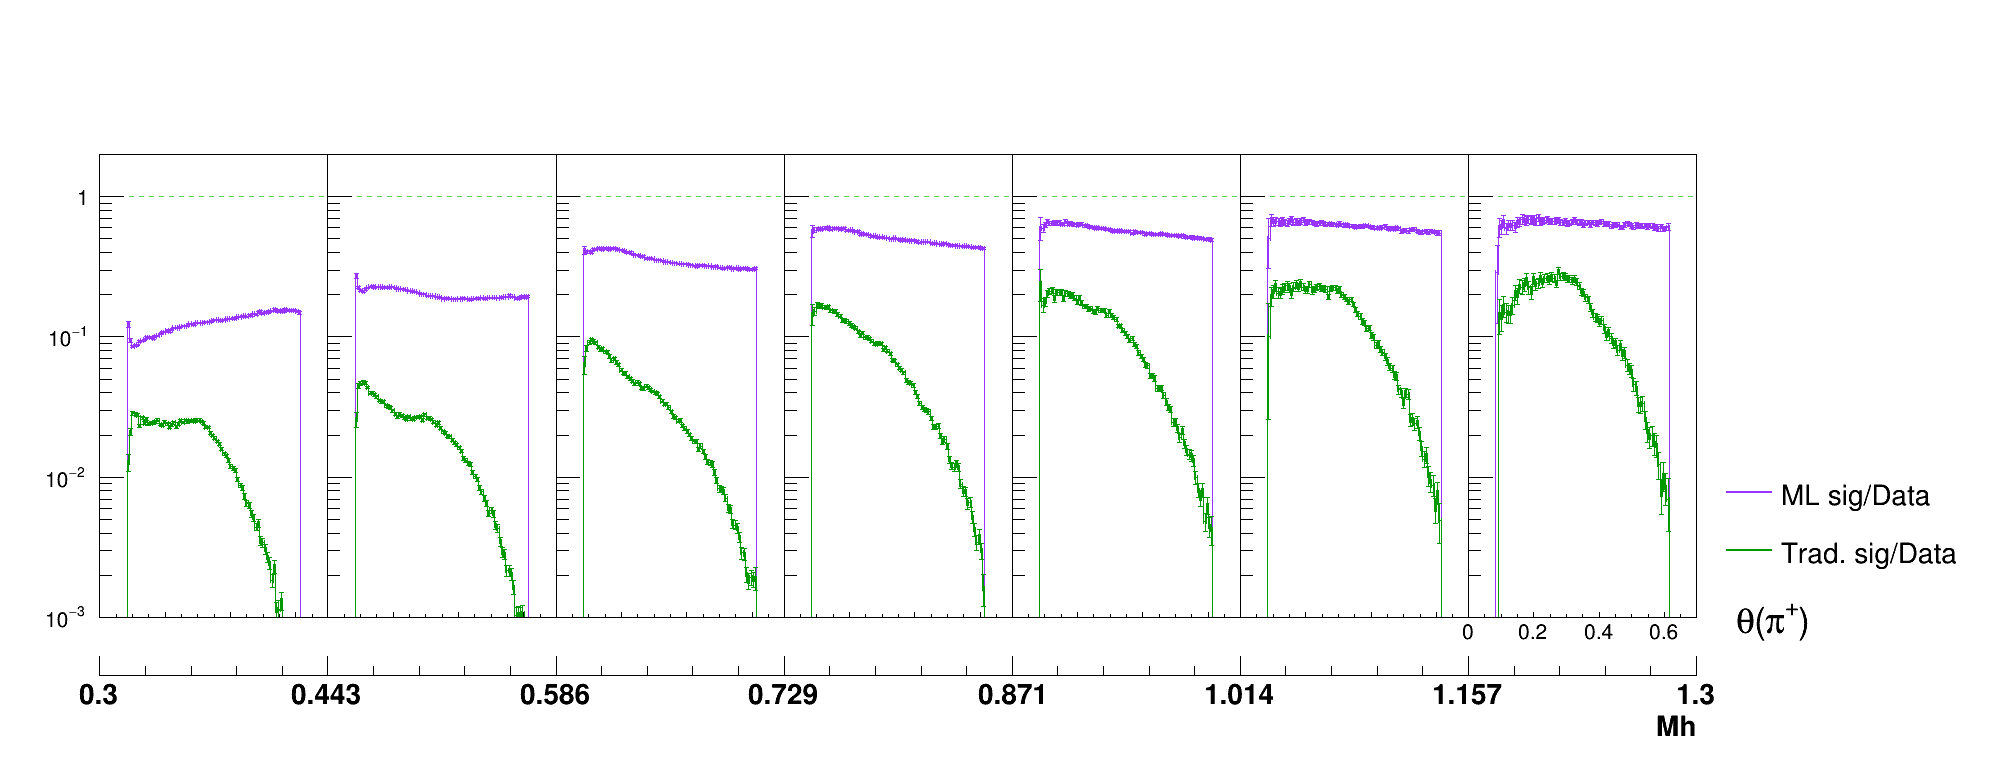 1
10⁻¹
10⁻²
10⁻³
ML sig/Data
Trad. sig/Data
θ(π⁺)
0 0.2 0.4 0.6
0.3 0.443 0.586 0.729 0.871 1.014 1.157 1.3
Mh